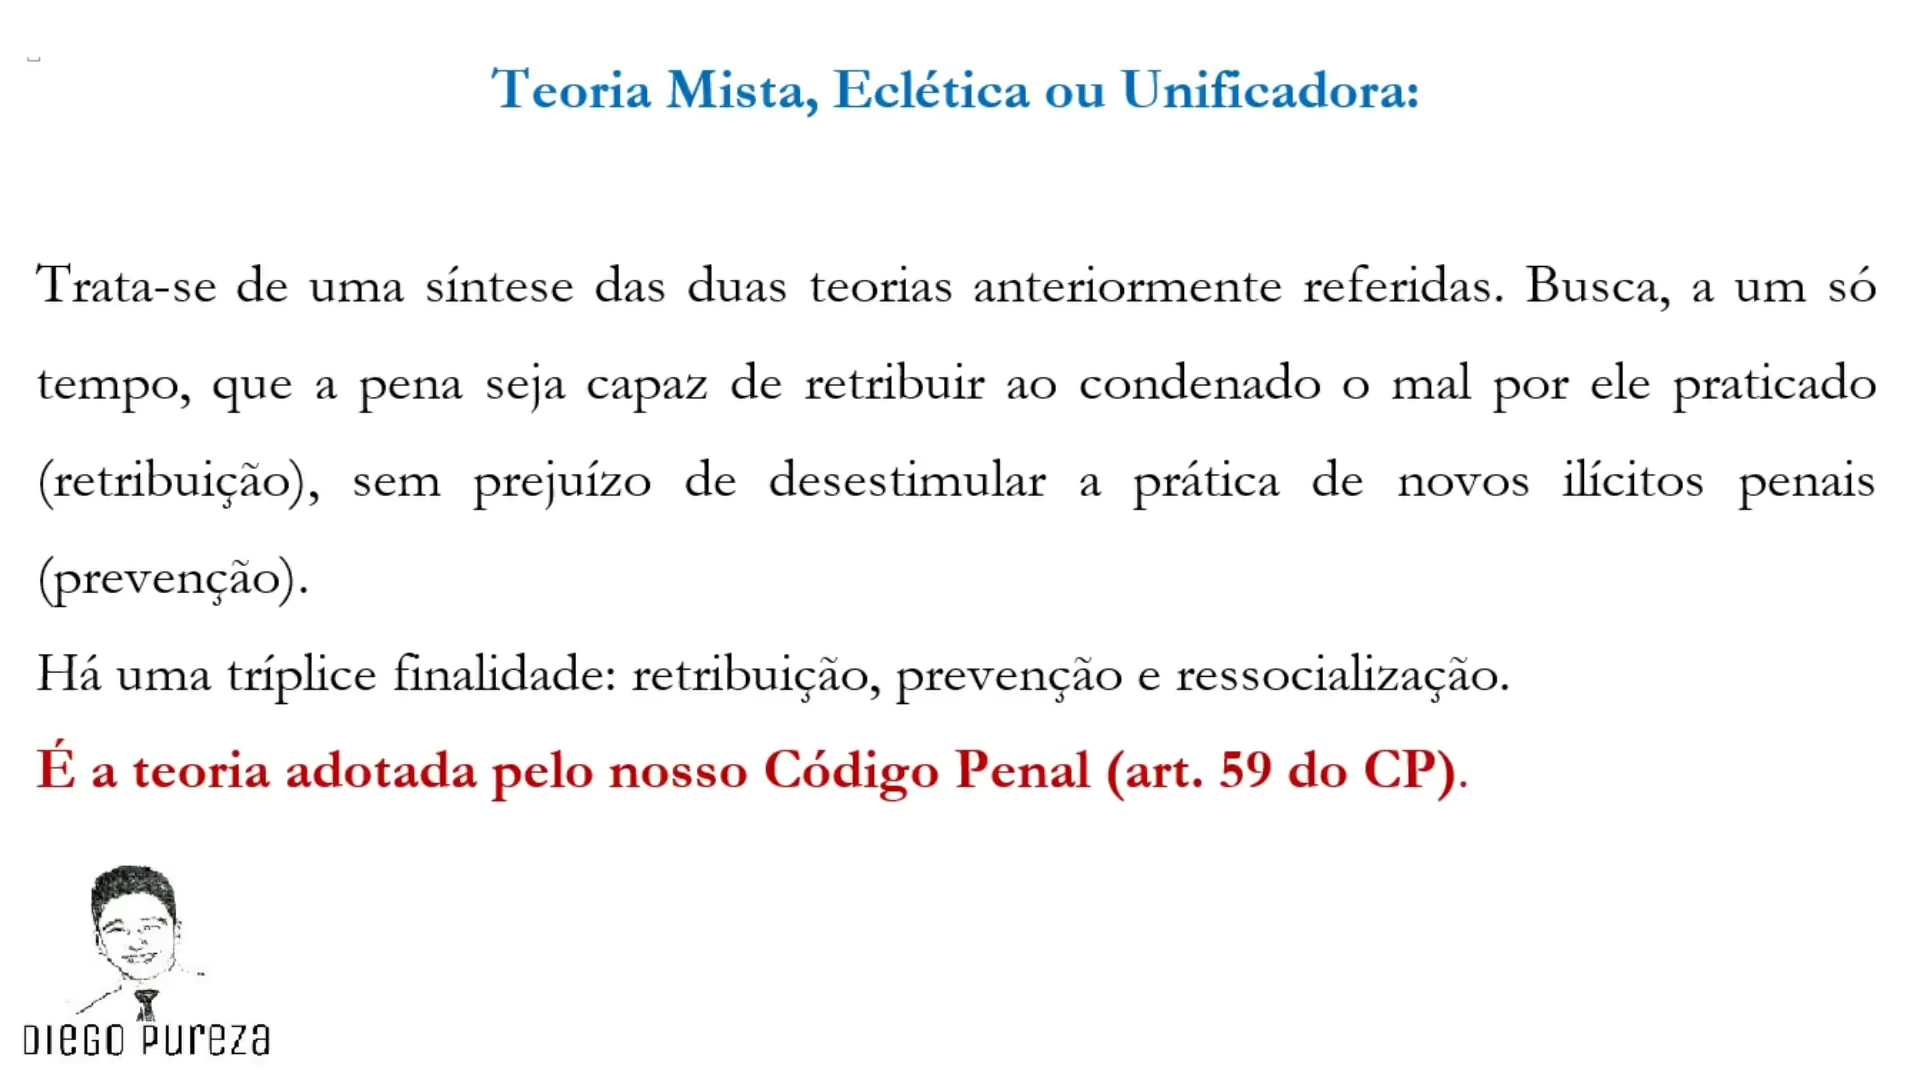 Teoria Mista, Eclética ou Unificadora:
Trata-se de uma síntese das duas teorias anteriormente referidas. Busca, a um só
tempo, que a pena seja capaz de retribuir ao condenado o mal por ele praticado
(retribuição), sem prejuízo de desestimular a prática de novos ilícitos penais
(prevenção).
Há uma tríplice finalidade: retribuição, prevenção e ressocialização.
É a teoria adotada pelo nosso Código Penal (art. 59 do CP).
DIEGO PUREZA